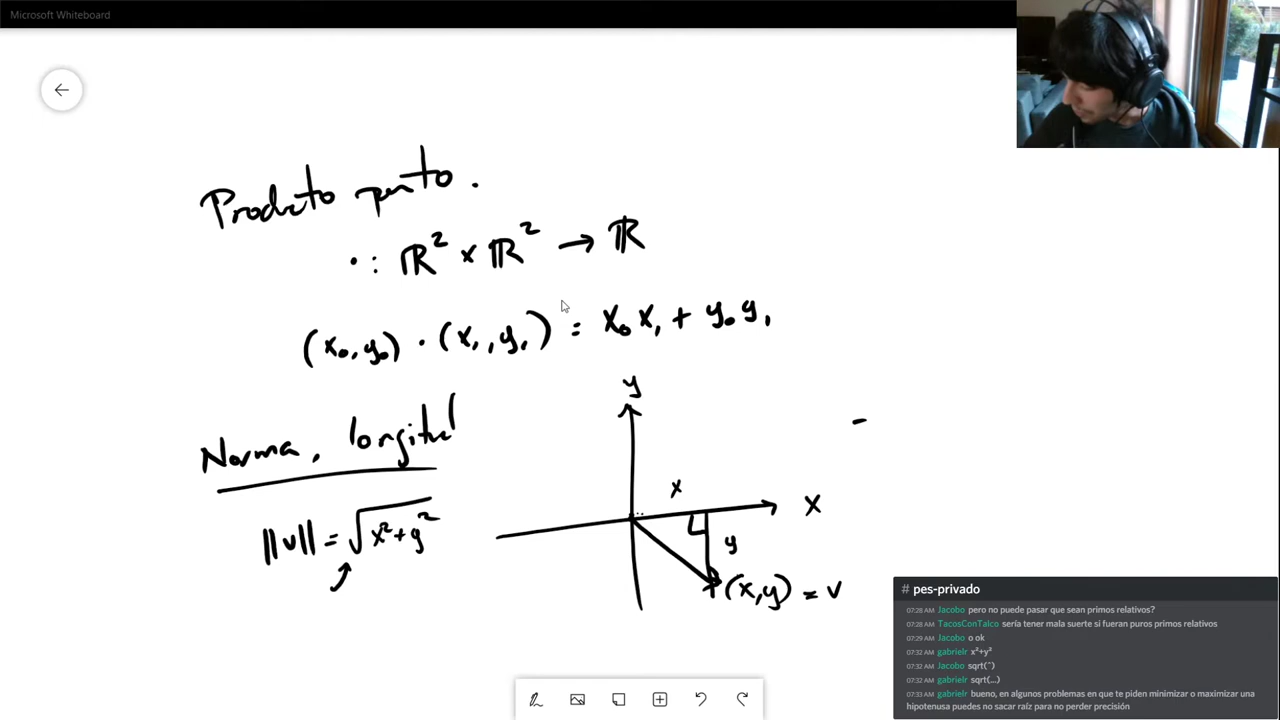 Microsoft Whiteboard
Producto punto.
· : ℝ² × ℝ² → ℝ
(x₀, y₀) · (x₁, y₁) = x₀ x₁ + y₀ y₁
Norma, longitud
||v|| = √x²+y²
y
x
X
y
(x,y) = v
# pes-privado
07:28 AM Jacobo pero no puede pasar que sean primos relativos?
07:28 AM TacosConTalco sería tener mala suerte si fueran puros primos relativos
07:29 AM Jacobo o ok
07:32 AM gabrielr x²+y²
07:32 AM Jacobo sqrt(ˆ)
07:32 AM gabrielr sqrt(...)
07:33 AM gabrielr bueno, en algunos problemas en que te piden minimizar o maximizar una
hipotenusa puedes no sacar raíz para no perder precisión